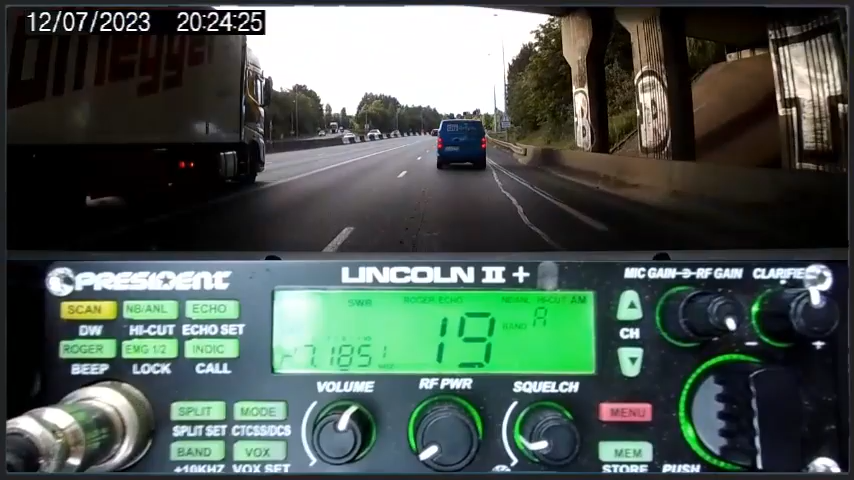 12/07/2023 20:24:25
PRESIDENT
LINCOLN II +
MIC GAIN RF GAIN CLARIFIER
SCAN NB/ANL ECHO
DW HI-CUT ECHO SET
ROGER EMG 1/2 INDIC
BEEP LOCK CALL
SWR ROGER ECHO NB/ANL HI-CUT AM
19 BAND A
27.1851
CH
VOLUME RF PWR SQUELCH
SPLIT MODE
SPLIT SET CTCSS/DCS
BAND VOX
+10KHZ VOX SET
MENU
MEM
STORE PUSH